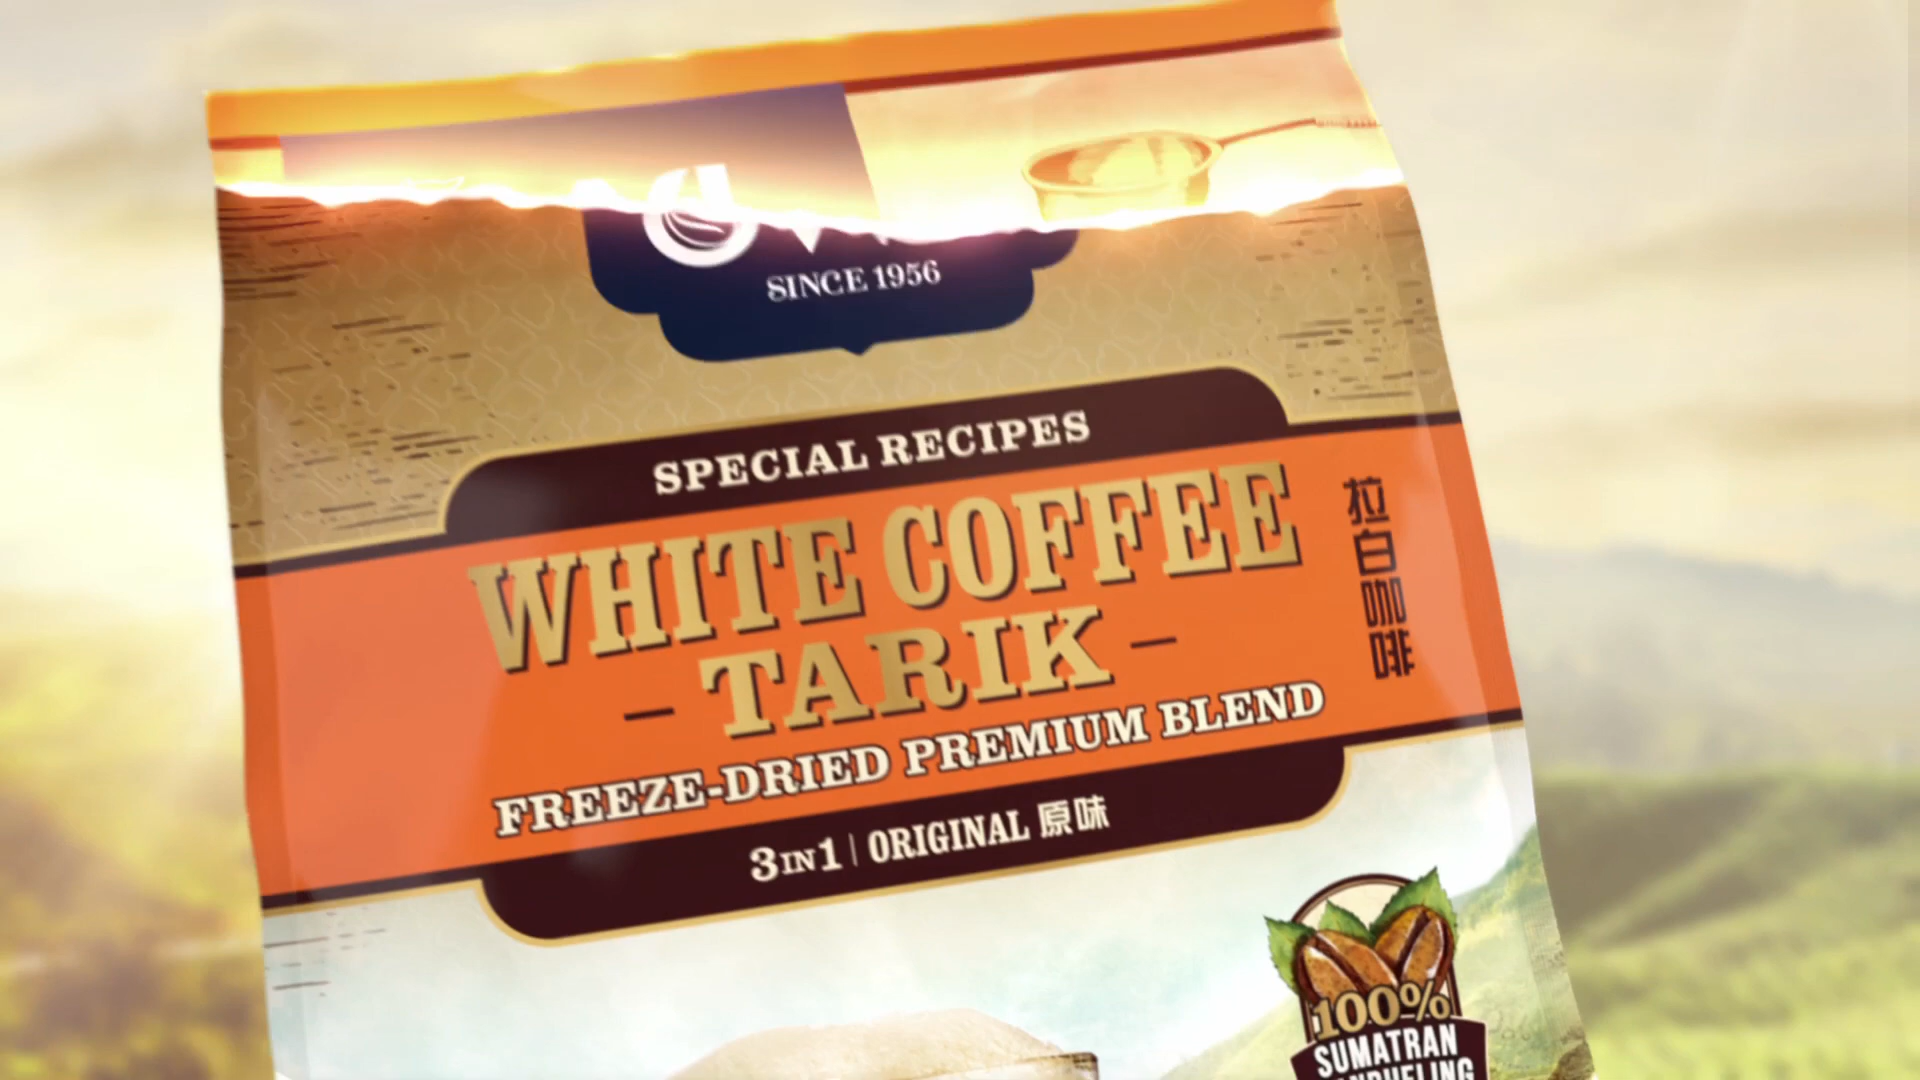 SINCE 1956
SPECIAL RECIPES
WHITE COFFEE
- TARIK -
拉白咖啡
FREEZE-DRIED PREMIUM BLEND
3IN1 | ORIGINAL 原味
100%
SUMATRAN